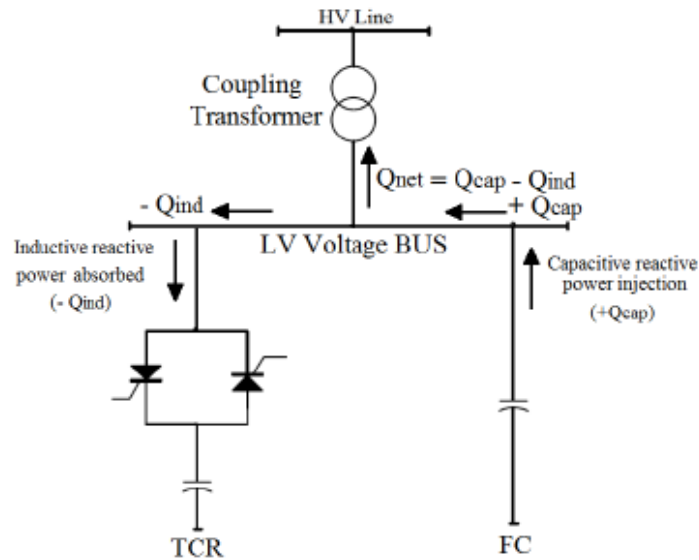 HV Line
Coupling
Transformer
Qnet = Qcap - Qind
- Qind
+ Qcap
LV Voltage BUS
Inductive reactive
power absorbed
(- Qind)
Capacitive reactive
power injection
(+Qcap)
TCR
FC